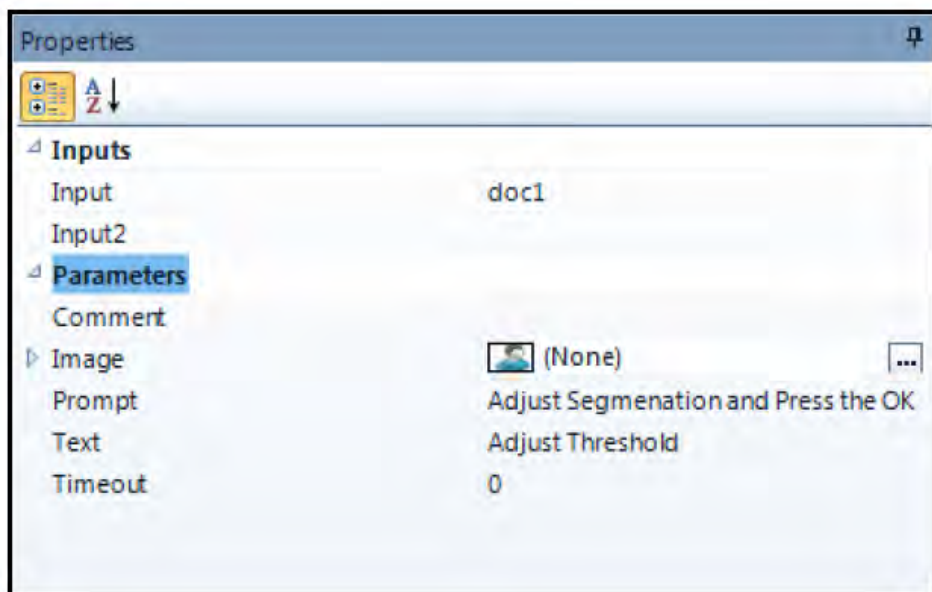 Properties
A
Z
Inputs
Input doc1
Input2
Parameters
Comment
Image (None) ...
Prompt Adjust Segmenation and Press the OK
Text Adjust Threshold
Timeout 0